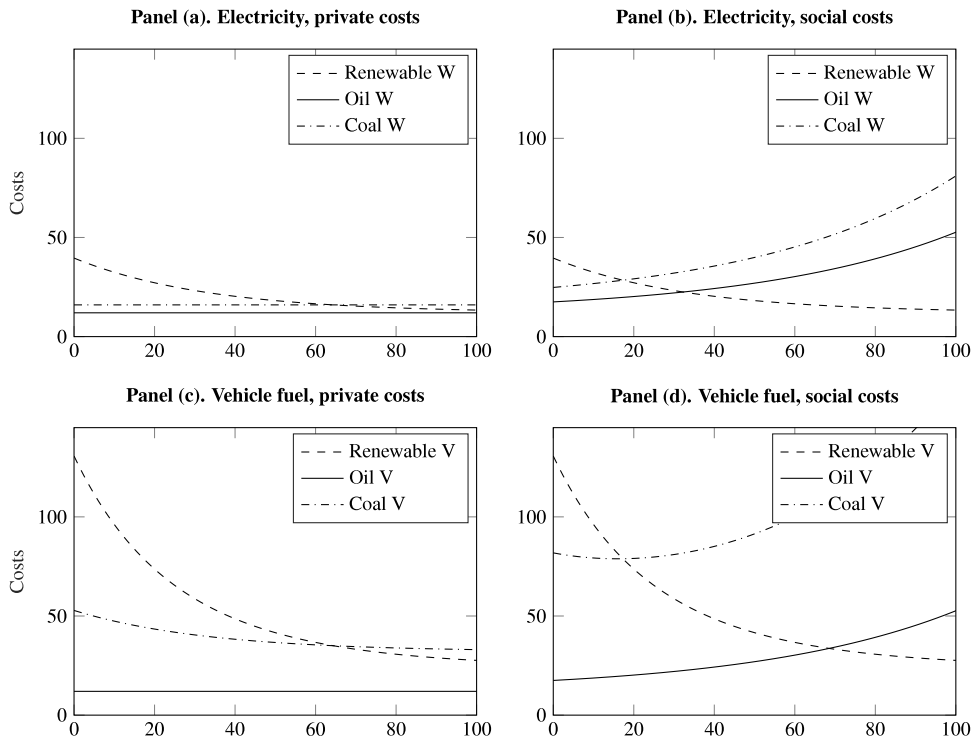 Panel (a). Electricity, private costs
Renewable W
Oil W
Coal W
Costs
100
50
0
0 20 40 60 80 100
Panel (b). Electricity, social costs
Renewable W
Oil W
Coal W
100
50
0
0 20 40 60 80 100
Panel (c). Vehicle fuel, private costs
Renewable V
Oil V
Coal V
Costs
100
50
0
0 20 40 60 80 100
Panel (d). Vehicle fuel, social costs
Renewable V
Oil V
Coal V
100
50
0
0 20 40 60 80 100